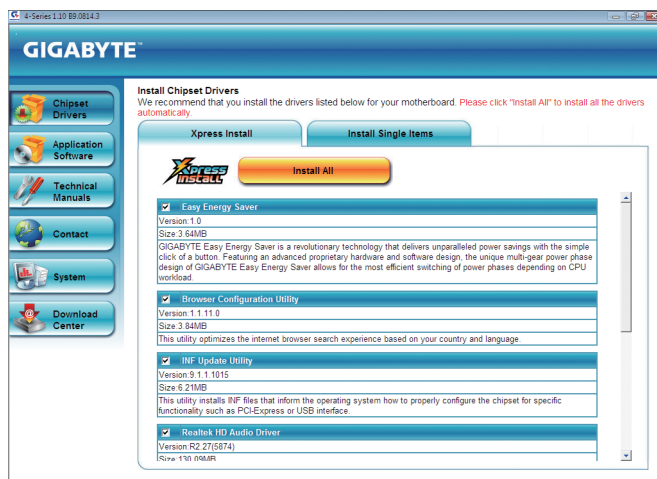 4-Series 1.10 B9.0814.3
GIGABYTE™
Chipset
Drivers
Application
Software
Technical
Manuals
Contact
System
Download
Center
Install Chipset Drivers
We recommend that you install the drivers listed below for your motherboard. Please click "Install All" to install all the drivers
automatically.
Xpress Install
Install Single Items
Xpress
Install
Install All
Easy Energy Saver
Version:1.0
Size:3.64MB
GIGABYTE Easy Energy Saver is a revolutionary technology that delivers unparalleled power savings with the simple
click of a button. Featuring an advanced proprietary hardware and software design, the unique multi-gear power phase
design of GIGABYTE Easy Energy Saver allows for the most efficient switching of power phases depending on CPU
workload.
Browser Configuration Utility
Version:1.1.11.0
Size:3.84MB
This utility optimizes the internet browser search experience based on your country and language.
INF Update Utility
Version:9.1.1.1015
Size:6.21MB
This utility installs INF files that inform the operating system how to properly configure the chipset for specific
functionality such as PCI-Express or USB interface.
Realtek HD Audio Driver
Version:R2.27(5874)
Size:130.09MB